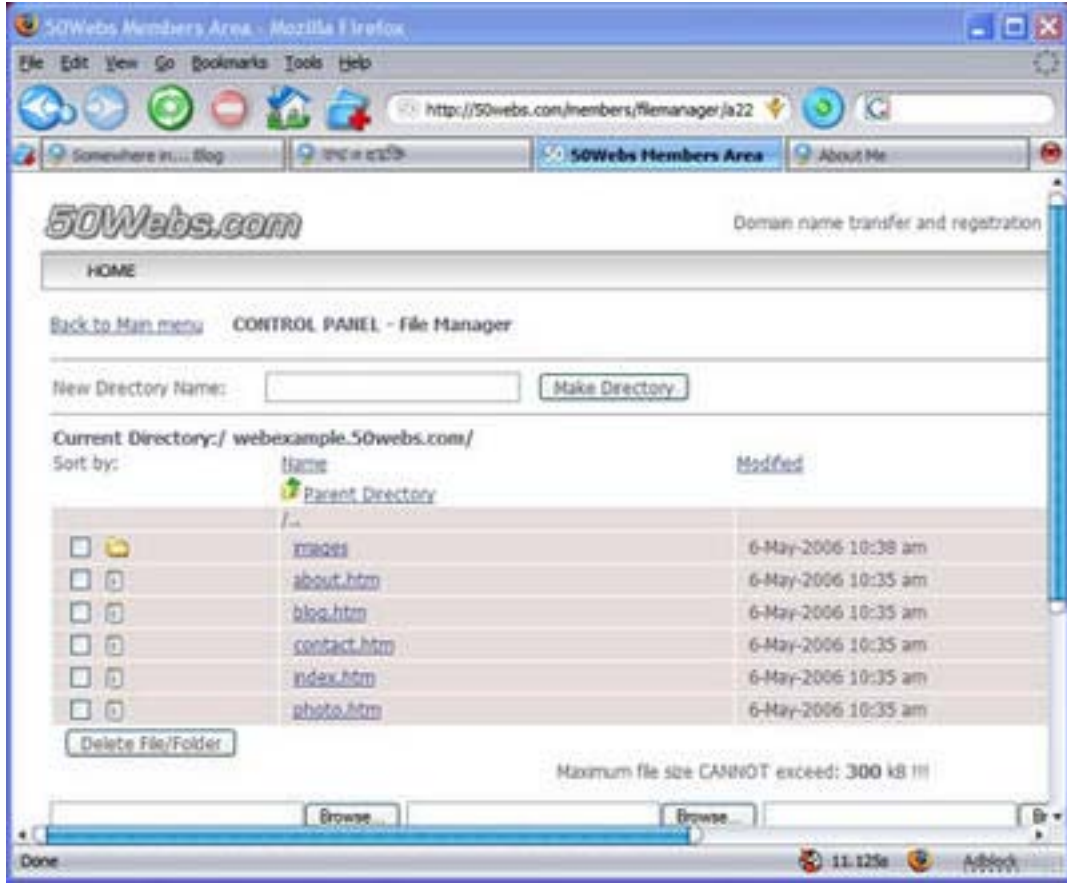 50Webs Members Area - Mozilla Firefox
File Edit View Go Bookmarks Tools Help
http://50webs.com/members/filemanager/a22
Somewhere in... Blog 50Webs Members Area About Me
50Webs.com
Domain name transfer and registration
HOME
Back to Main menu CONTROL PANEL - File Manager
New Directory Name: Make Directory
Current Directory:/ webexample.50webs.com/
Sort by: Name Modified
Parent Directory
/..
images 6-May-2006 10:38 am
about.htm 6-May-2006 10:35 am
blog.htm 6-May-2006 10:35 am
contact.htm 6-May-2006 10:35 am
index.htm 6-May-2006 10:35 am
photo.htm 6-May-2006 10:35 am
Delete File/Folder
Maximum file size CANNOT exceed: 300 kB !!!
Browse... Browse... Br
Done 11.125s Adblock